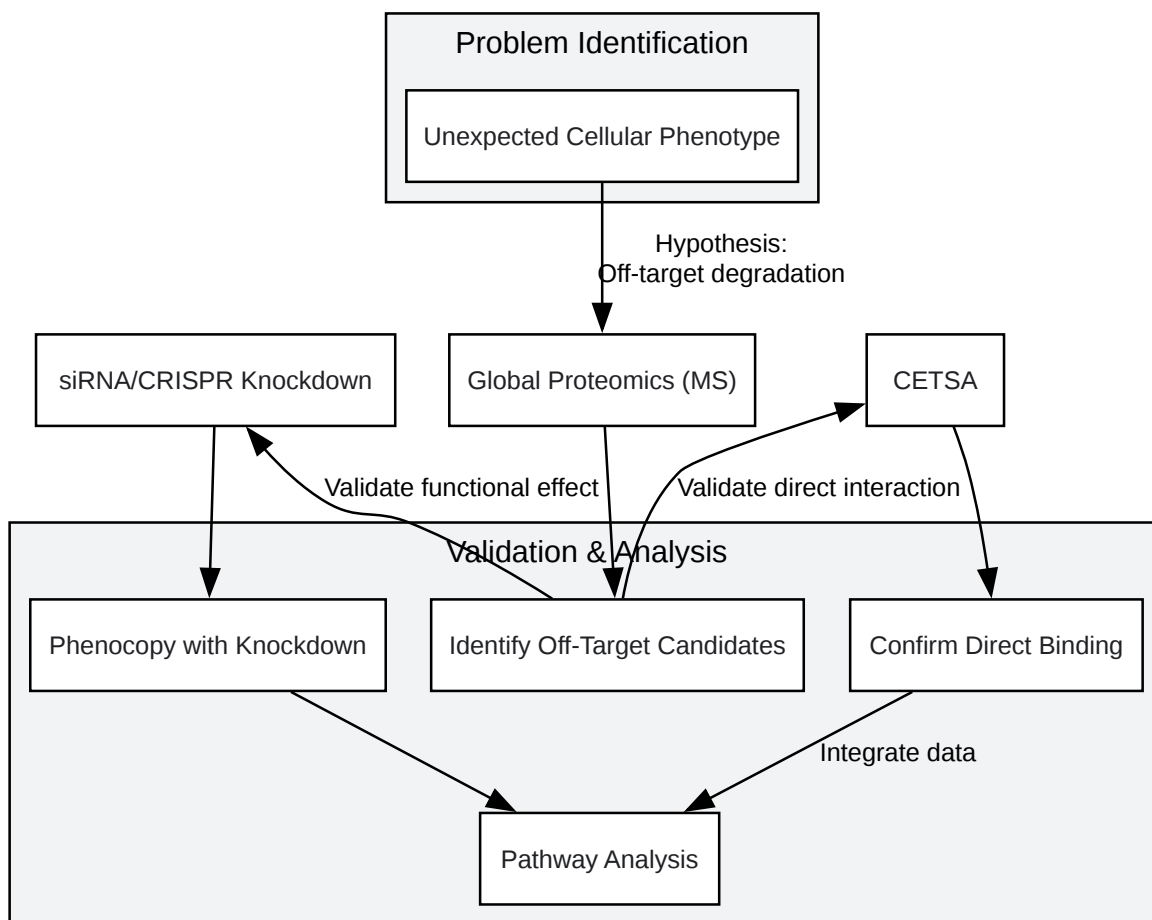 Problem Identification
Unexpected Cellular Phenotype
Hypothesis:
Off-target degradation
siRNA/CRISPR Knockdown
Global Proteomics (MS)
CETSA
Validate functional effect
Validate direct interaction
Validation & Analysis
Phenocopy with Knockdown
Identify Off-Target Candidates
Confirm Direct Binding
Integrate data
Pathway Analysis